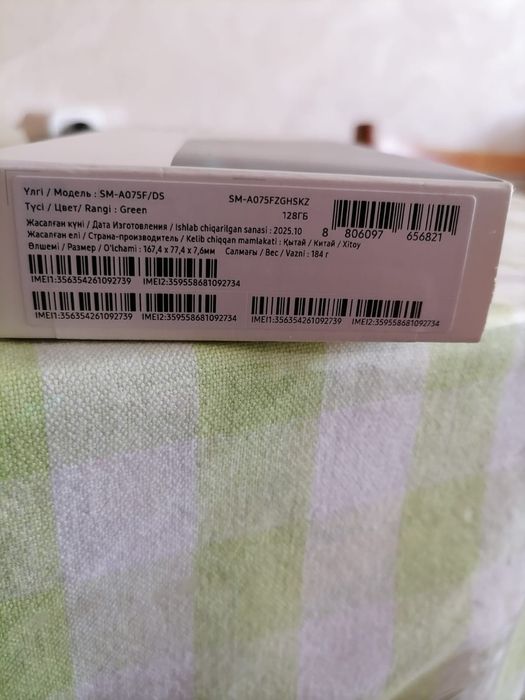 Үлгі / Модель : SM-A075F/DS
SM-A075FZGHSKZ
Түсі / Цвет/ Rangi : Green
128ГБ
Жасалған күні / Дата Изготовления / Ishlab chiqarilgan sanasi : 2025.10
8 806097 656821
Жасалған елі / Страна-производитель / Kelib chiqqan mamlakati : Қытай / Китай / Xitoy
Өлшемі / Размер / O'lchami : 167,4 x 77,4 x 7,6мм Салмағы / Вес / Vazni : 184 г
IMEI1:356354261092739 IMEI2:359558681092734
IMEI1:356354261092739 IMEI2:359558681092734 IMEI1:356354261092739 IMEI2:359558681092734